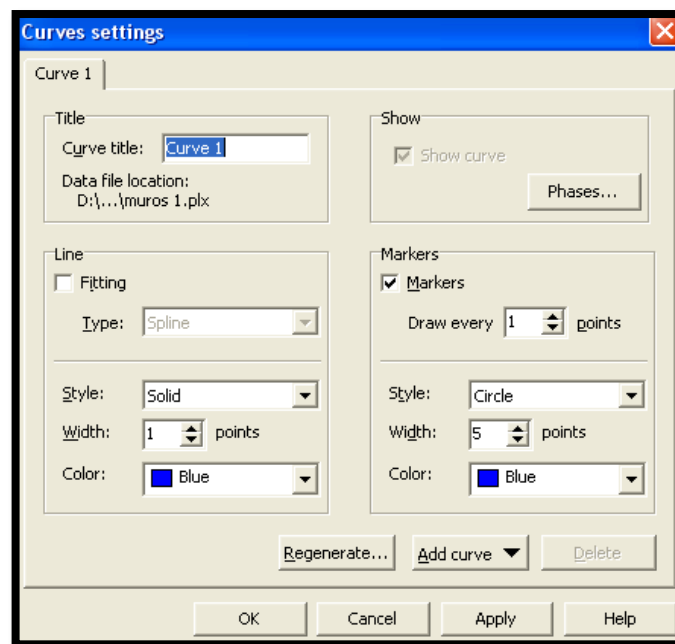 Curves settings
Curve 1
Title
Curve title: Curve 1
Data file location:
D:\...\muros 1.plx
Show
Show curve
Phases...
Line
Fitting
Type: Spline
Style: Solid
Width: 1 points
Color: Blue
Markers
Markers
Draw every 1 points
Style: Circle
Width: 5 points
Color: Blue
Regenerate... Add curve Delete
OK Cancel Apply Help